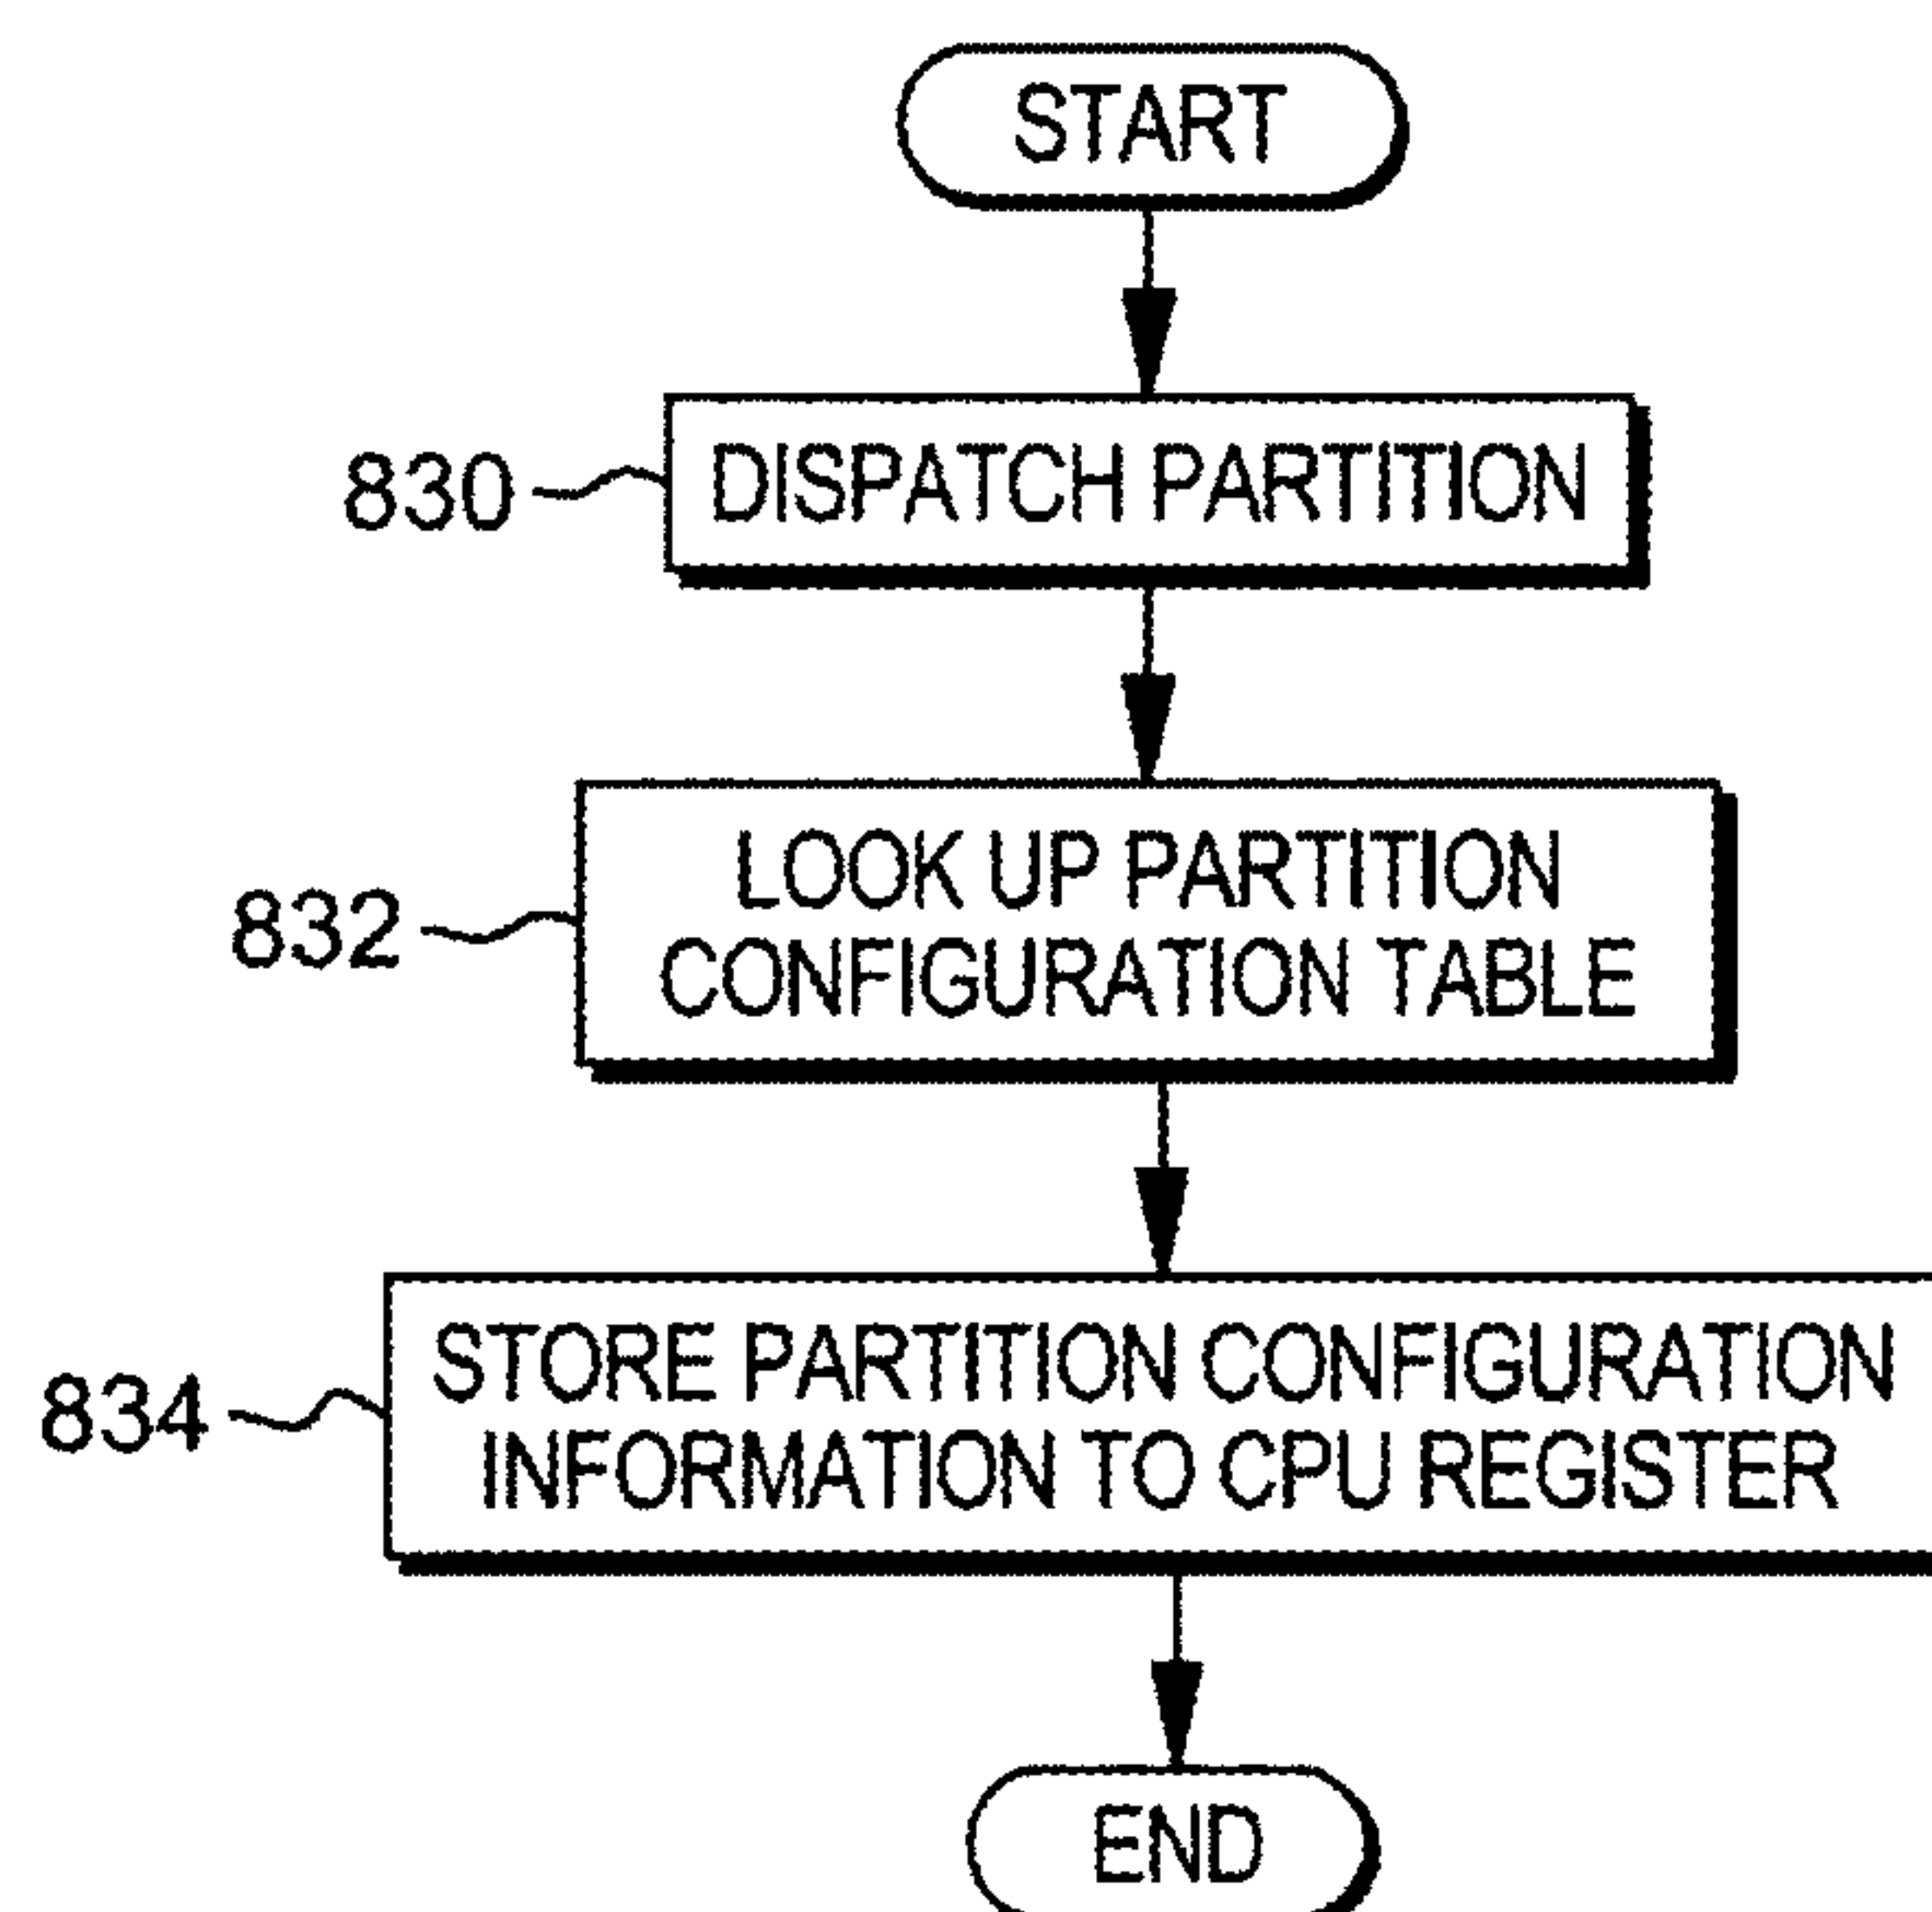 START
830
DISPATCH PARTITION
832
LOOK UP PARTITION
CONFIGURATION TABLE
834
STORE PARTITION CONFIGURATION
INFORMATION TO CPU REGISTER
END